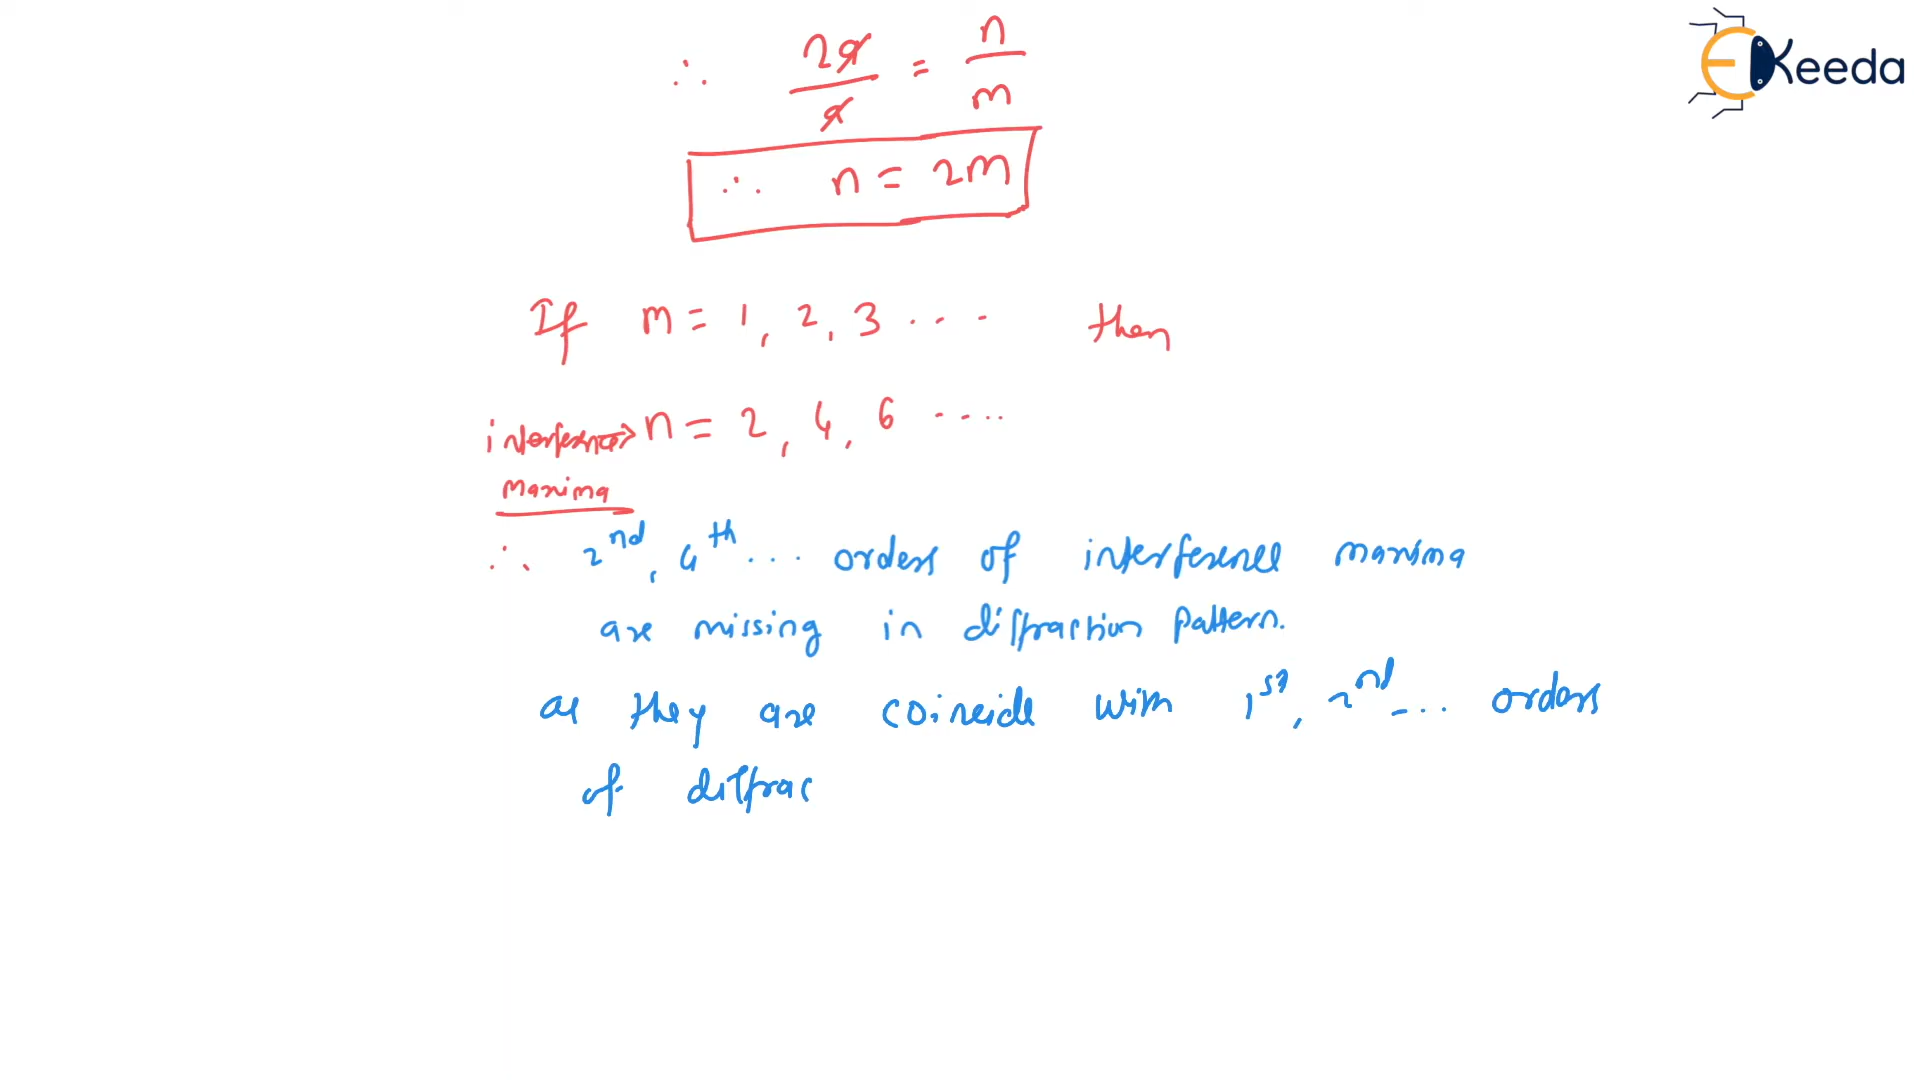 ∴ 2a/a = n/m
EKeeda
∴ n = 2m
If m = 1, 2, 3 .... then
interference → n = 2, 4, 6 ....
maxima
∴ 2nd, 4th ... orders of interference maxima
are missing in diffraction pattern.
as they are coincide with 1st, 2nd ... orders
of diffrac